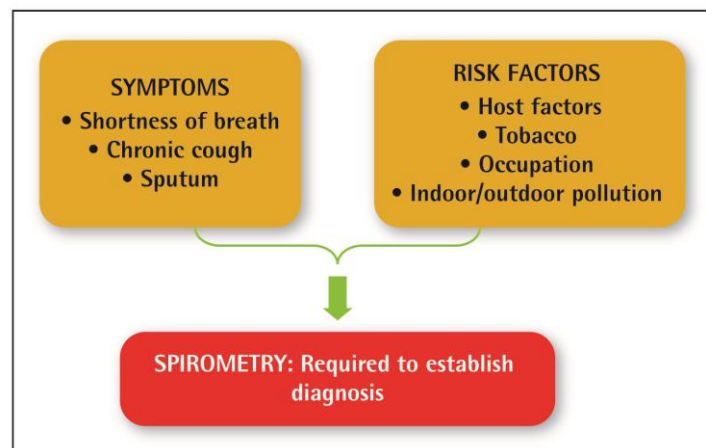 SYMPTOMS
• Shortness of breath
• Chronic cough
• Sputum
RISK FACTORS
• Host factors
• Tobacco
• Occupation
• Indoor/outdoor pollution
SPIROMETRY: Required to establish
diagnosis